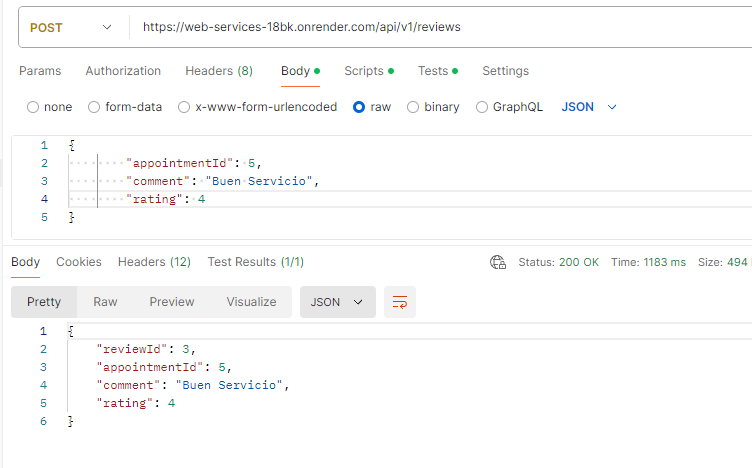 POST https://web-services-18bk.onrender.com/api/v1/reviews
Params Authorization Headers (8) Body Scripts Tests Settings
none form-data x-www-form-urlencoded raw binary GraphQL JSON
1 {
2 "appointmentId": 5,
3 "comment": "Buen Servicio",
4 "rating": 4
5 }
Body Cookies Headers (12) Test Results (1/1) Status: 200 OK Time: 1183 ms Size: 494
Pretty Raw Preview Visualize JSON
1 {
2 "reviewId": 3,
3 "appointmentId": 5,
4 "comment": "Buen Servicio",
5 "rating": 4
6 }